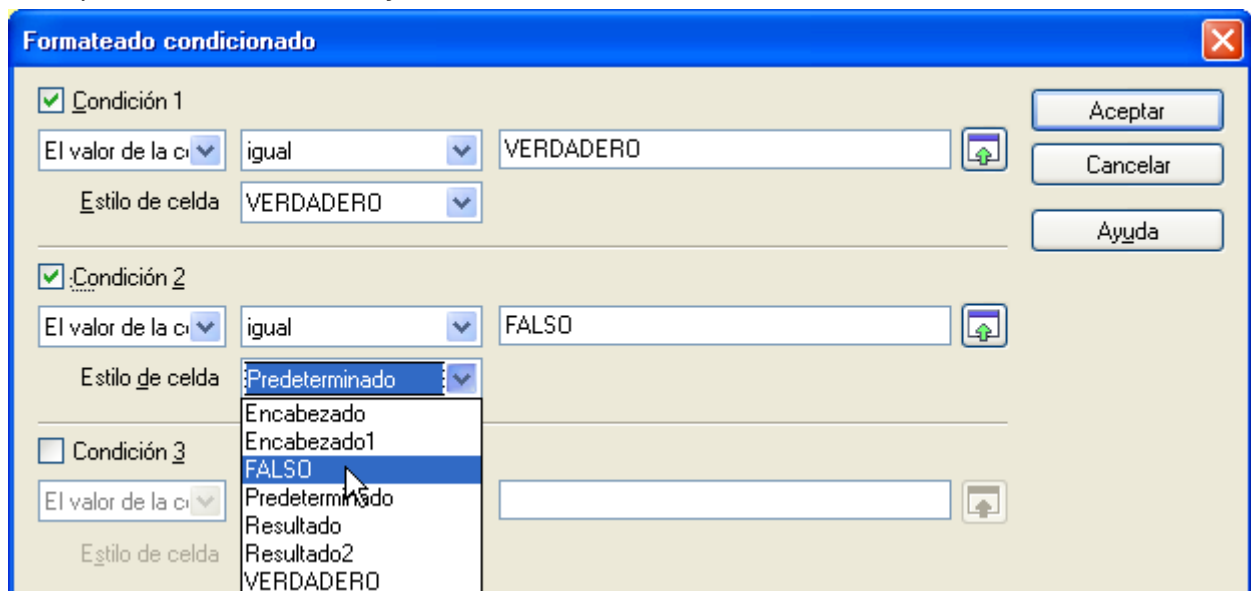 Formateado condicionado
Condición 1
Aceptar
El valor de la c
igual
VERDADERO
Cancelar
Estilo de celda
VERDADERO
Ayuda
Condición 2
El valor de la c
igual
FALSO
Estilo de celda
Predeterminado
Encabezado
Encabezado1
Condición 3
FALSO
El valor de la c
Predeterminado
Resultado
Estilo de celda
Resultado2
VERDADERO